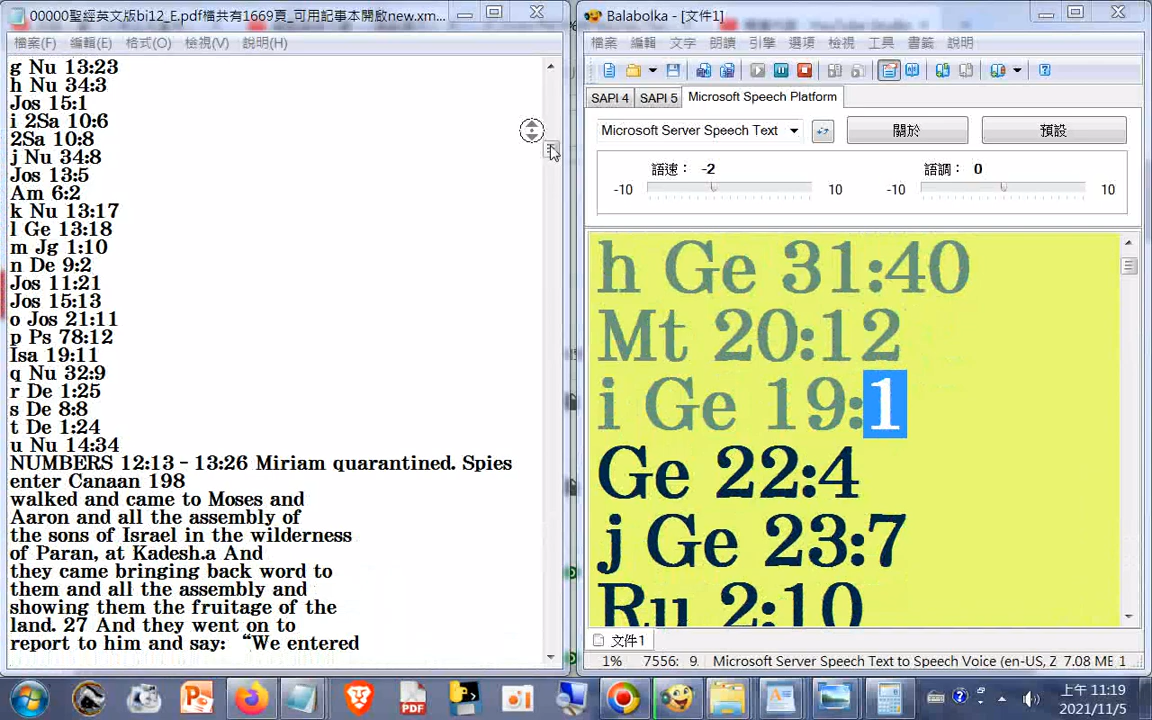 00000聖經英文版bi12_E.pdf檔共有1669頁_可用記事本開啟new.xm...
檔案(F) 編輯(E) 格式(O) 檢視(V) 說明(H)
g Nu 13:23
h Nu 34:3
Jos 15:1
i 2Sa 10:6
2Sa 10:8
j Nu 34:8
Jos 13:5
Am 6:2
k Nu 13:17
l Ge 13:18
m Jg 1:10
n De 9:2
Jos 11:21
Jos 15:13
o Jos 21:11
p Ps 78:12
Isa 19:11
q Nu 32:9
r De 1:25
s De 8:8
t De 1:24
u Nu 14:34
NUMBERS 12:13–13:26 Miriam quarantined. Spies
enter Canaan 198
walked and came to Moses and
Aaron and all the assembly of
the sons of Israel in the wilderness
of Paran, at Kadesh.a And
they came bringing back word to
them and all the assembly and
showing them the fruitage of the
land. 27 And they went on to
report to him and say: “We entered
Balabolka - [文件1]
檔案 編輯 文字 朗讀 引擎 選項 檢視 工具 書籤 說明
SAPI 4 SAPI 5 Microsoft Speech Platform
Microsoft Server Speech Text 關於 預設
語速： -2 語調： 0
-10 10 -10 10
h Ge 31:40
Mt 20:12
i Ge 19:1
Ge 22:4
j Ge 23:7
Ru 2:10
文件1
1% 7556: 9. Microsoft Server Speech Text to Speech Voice (en-US, Z 7.08 ME 1
PDF
上午 11:19
2021/11/5